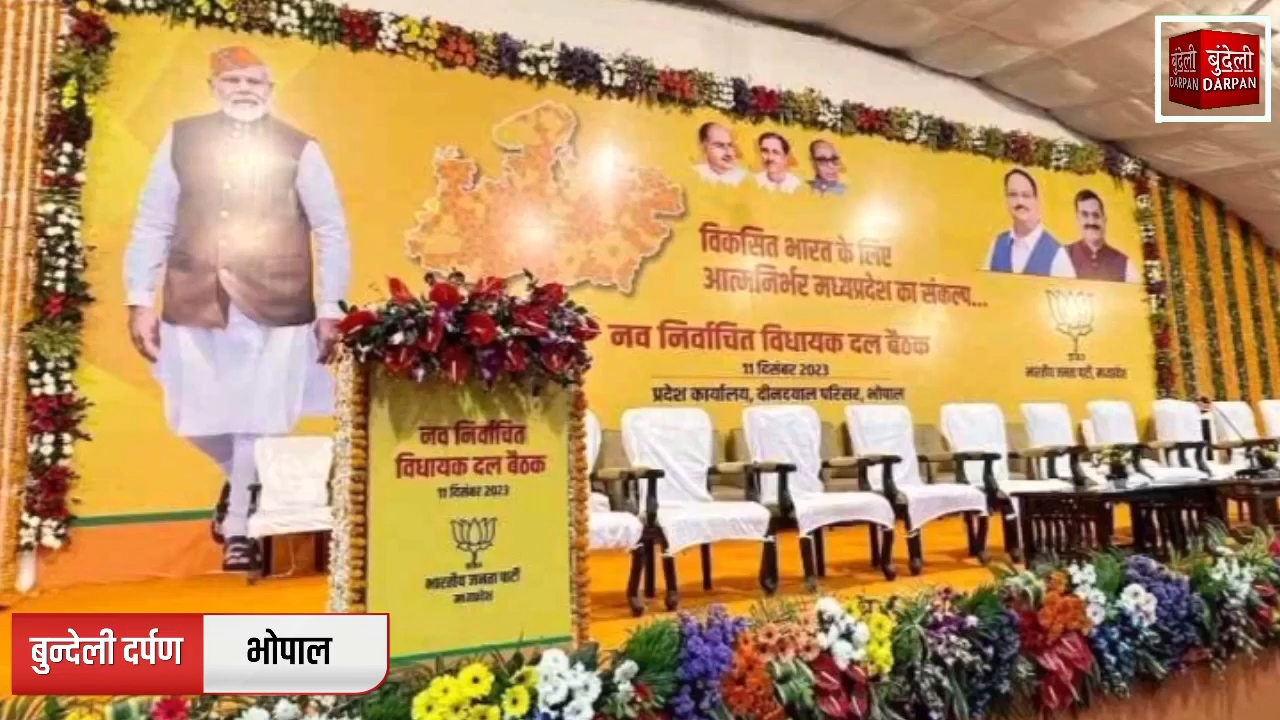 बुंदेली
DARPAN
बुंदेली
DARPAN
विकसित भारत के लिए
आत्मनिर्भर मध्यप्रदेश का संकल्प...
नव निर्वाचित विधायक दल बैठक
11 दिसंबर 2023
प्रदेश कार्यालय, दीनदयाल परिसर, भोपाल
भारतीय जनता पार्टी, मध्यप्रदेश
नव निर्वाचित
विधायक दल बैठक
11 दिसंबर 2023
भारतीय जनता पार्टी
मध्यप्रदेश
बुन्देली दर्पण
भोपाल